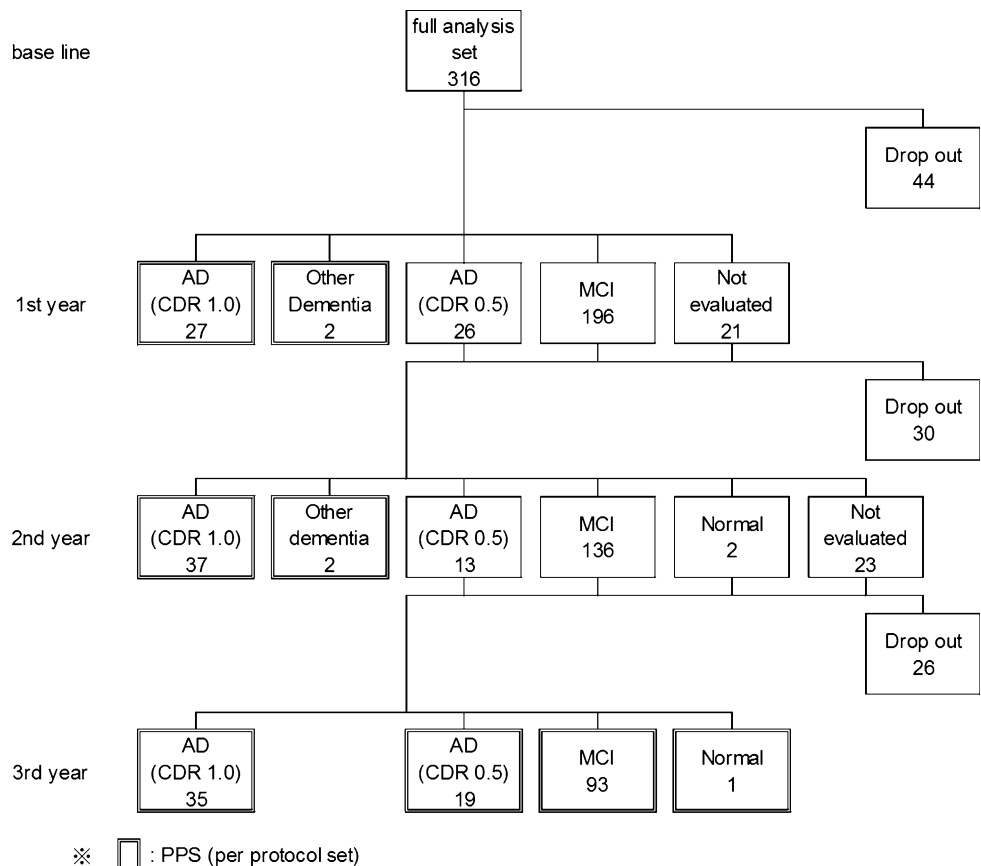 base line
full analysis
set
316
Drop out
44
1st year
AD
(CDR 1.0)
27
Other
Dementia
2
AD
(CDR 0.5)
26
MCI
196
Not
evaluated
21
Drop out
30
2nd year
AD
(CDR 1.0)
37
Other
dementia
2
AD
(CDR 0.5)
13
MCI
136
Normal
2
Not
evaluated
23
Drop out
26
3rd year
AD
(CDR 1.0)
35
AD
(CDR 0.5)
19
MCI
93
Normal
1
※ : PPS (per protocol set)